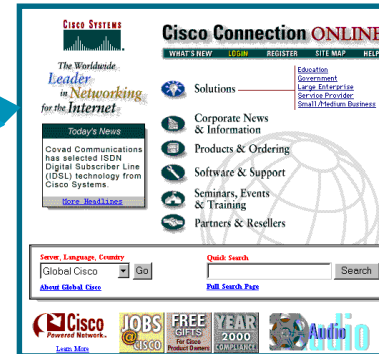 CISCO SYSTEMS
The Worldwide
Leader
in Networking
for the Internet
Today's News
Covad Communications
has selected ISDN
Digital Subscriber Line
(IDSL) technology from
Cisco Systems.
More Headlines
Cisco Connection ONLINE
WHAT'S NEW LOGIN REGISTER SITE MAP HELP
Solutions
Education
Government
Large Enterprise
Service Provider
Small/Medium Business
Corporate News
& Information
Products & Ordering
Software & Support
Seminars, Events
& Training
Partners & Resellers
Server, Language, Country
Global Cisco Go
About Global Cisco
Quick Search
Search
Full Search Page
Cisco
Powered Network.
Learn More
JOBS
@CISCO
FREE
GIFTS
For Cisco
Product Owners
YEAR
2000
COMPLIANCE
Audio